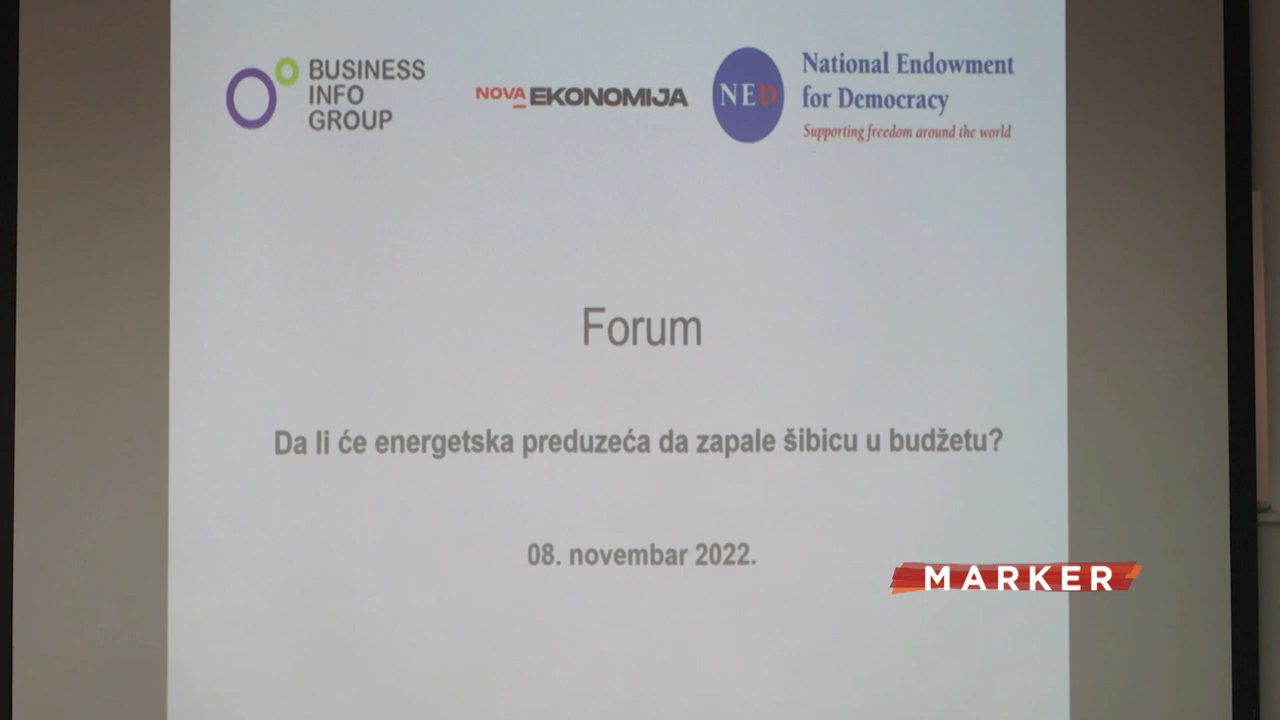 BUSINESS
INFO
GROUP
NOVA EKONOMIJA
NED
National Endowment
for Democracy
Supporting freedom around the world
Forum
Da li će energetska preduzeća da zapale šibicu u budžetu?
08. novembar 2022.
MARKER